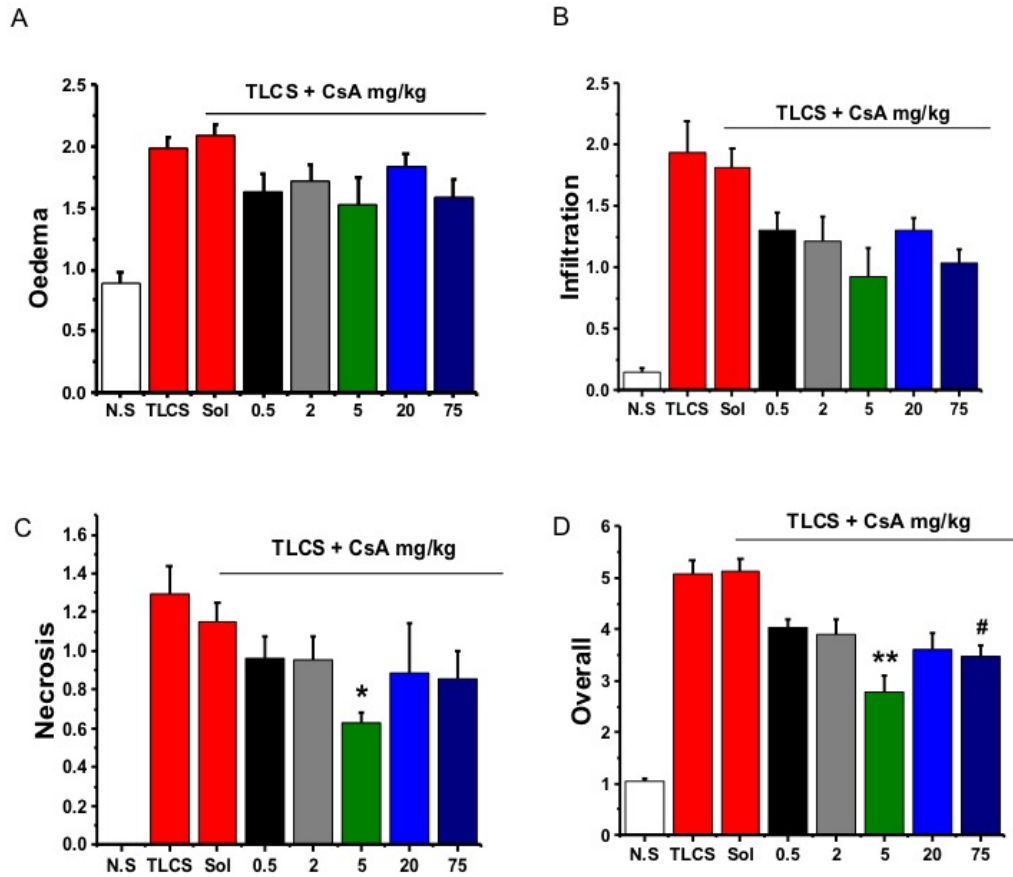 A
TLCS + CsA mg/kg
Oedema
2.5
2.0
1.5
1.0
0.5
0.0
N.S TLCS Sol 0.5 2 5 20 75
B
TLCS + CsA mg/kg
Infiltration
2.5
2.0
1.5
1.0
0.5
0.0
N.S TLCS Sol 0.5 2 5 20 75
C
TLCS + CsA mg/kg
Necrosis
1.6
1.4
1.2
1.0
0.8
0.6
0.4
0.2
0.0
*
N.S TLCS Sol 0.5 2 5 20 75
D
TLCS + CsA mg/kg
Overall
6
5
4
3
2
1
0
**
#
N.S TLCS Sol 0.5 2 5 20 75